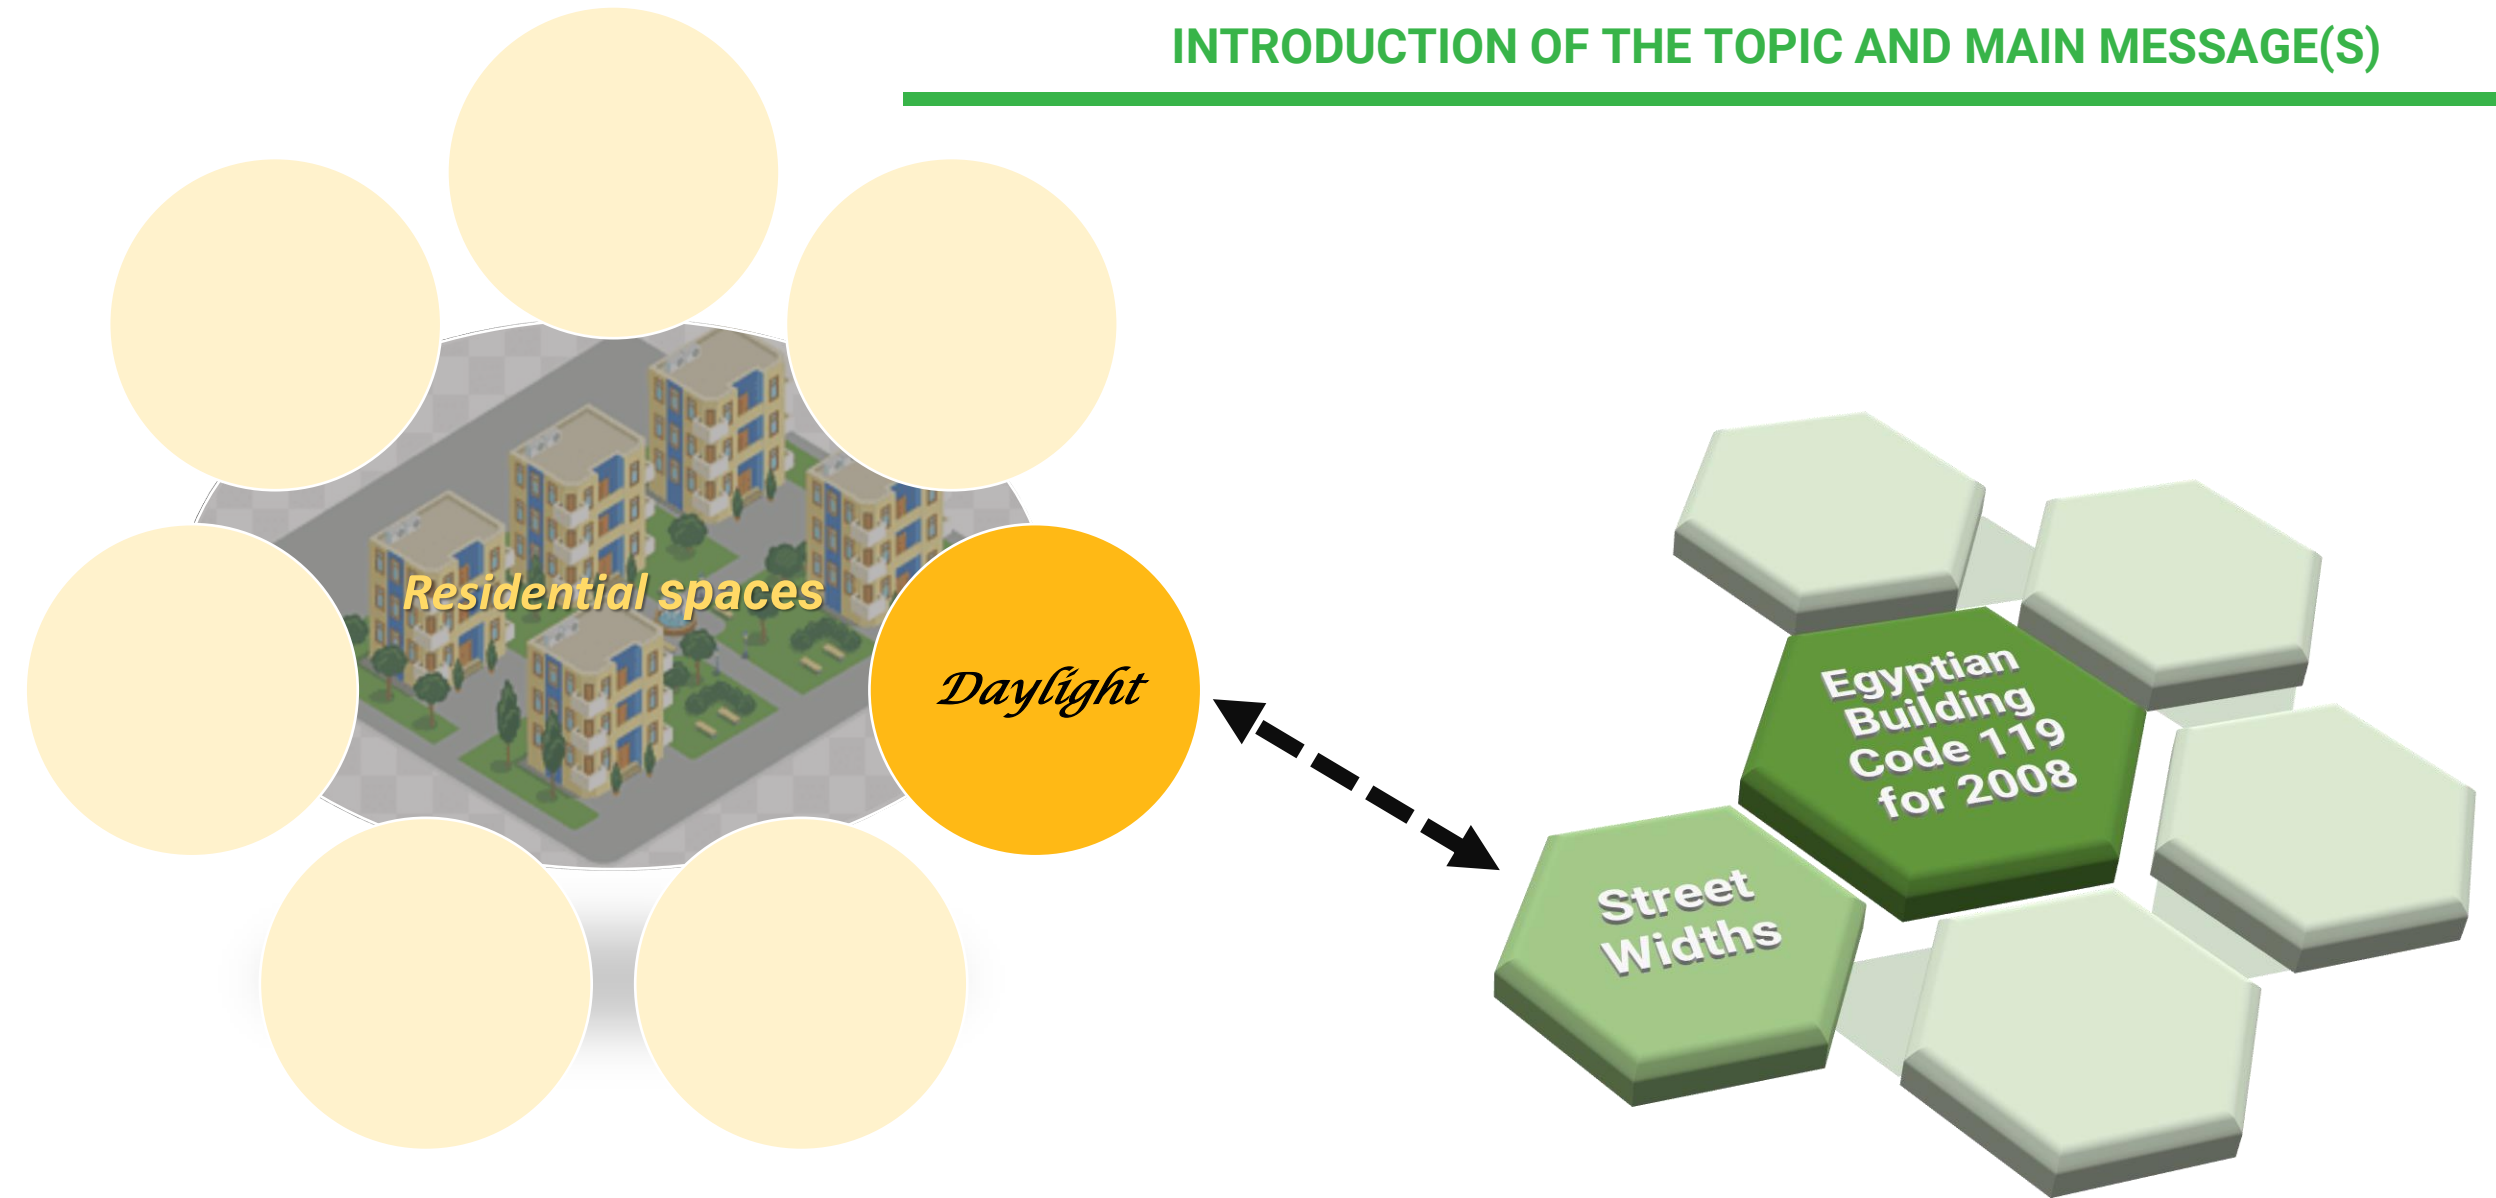 INTRODUCTION OF THE TOPIC AND MAIN MESSAGE(S)
Residential spaces
Daylight
Egyptian
Building
Code 119
for 2008
Street
Widths